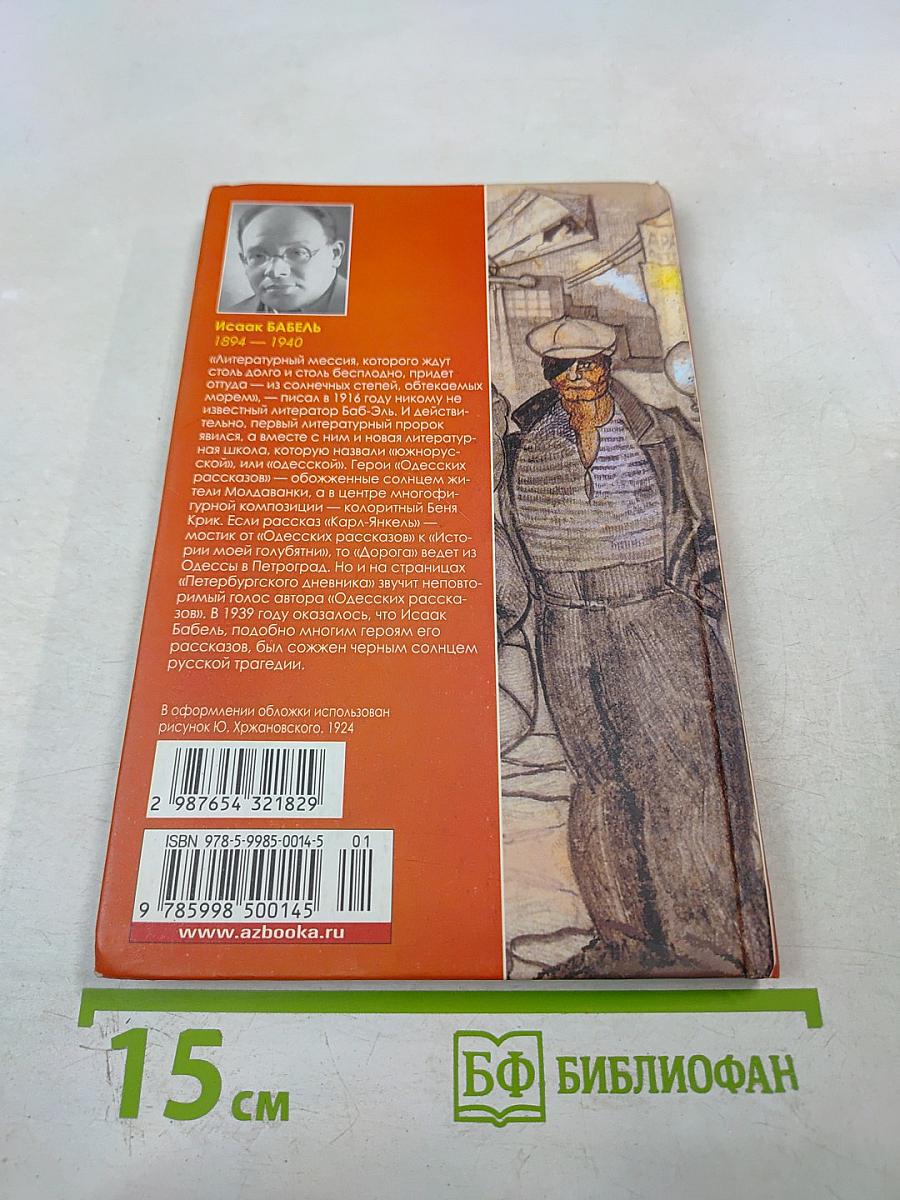 Исаак БАБЕЛЬ
1894 — 1940
«Литературный мессия, которого ждут
столь долго и столь бесплодно, придет
оттуда — из солнечных степей, обтекаемых
морем», — писал в 1916 году никому не
известный литератор Баб-Эль. И действи-
тельно, первый литературный пророк
явился, а вместе с ним и новая литератур-
ная школа, которую назвали «южнорус-
ской», или «одесской». Герои «Одесских
рассказов» — обожженные солнцем жи-
тели Молдаванки, а в центре многофи-
гурной композиции — колоритный Беня
Крик. Если рассказ «Карл-Янкель» —
мостик от «Одесских рассказов» к «Исто-
рии моей голубятни», то «Дорога» ведет из
Одессы в Петроград. Но и на страницах
«Петербургского дневника» звучит неповто-
римый голос автора «Одесских расска-
зов». В 1939 году оказалось, что Исаак
Бабель, подобно многим героям его
рассказов, был сожжен черным солнцем
русской трагедии.
В оформлении обложки использован
рисунок Ю. Хржановского. 1924
2 987654 321829
ISBN 978-5-9985-0014-5 01
9 785998 500145
www.azbooka.ru
15 см
БФ БИБЛИОФАН